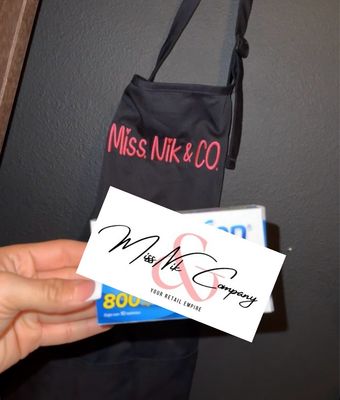 Miss. Nik & CO.
Miss Nik & Company
YOUR RETAIL EMPIRE
800